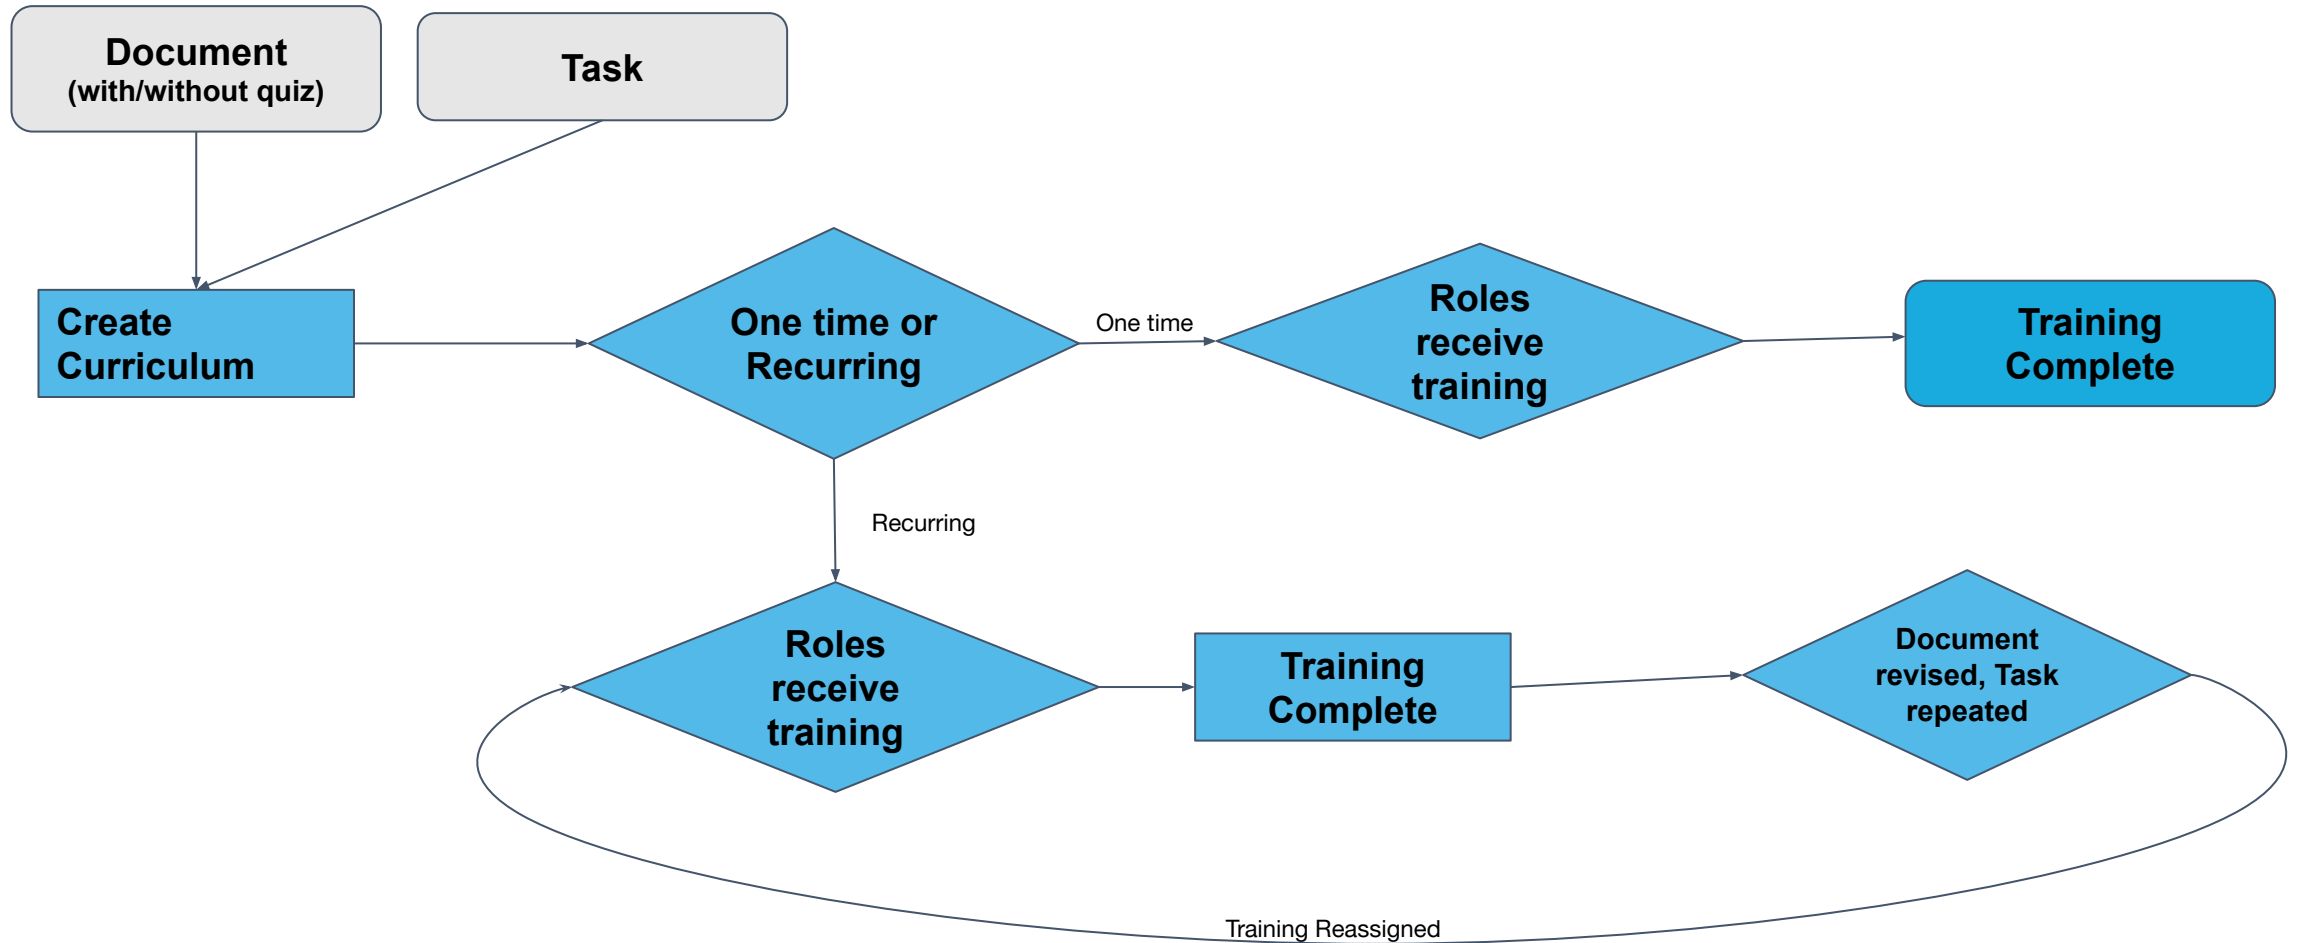 Document
(with/without quiz)
Task
Create
Curriculum
One time or
Recurring
One time
Roles
receive
training
Training
Complete
Recurring
Roles
receive
training
Training
Complete
Document
revised, Task
repeated
Training Reassigned